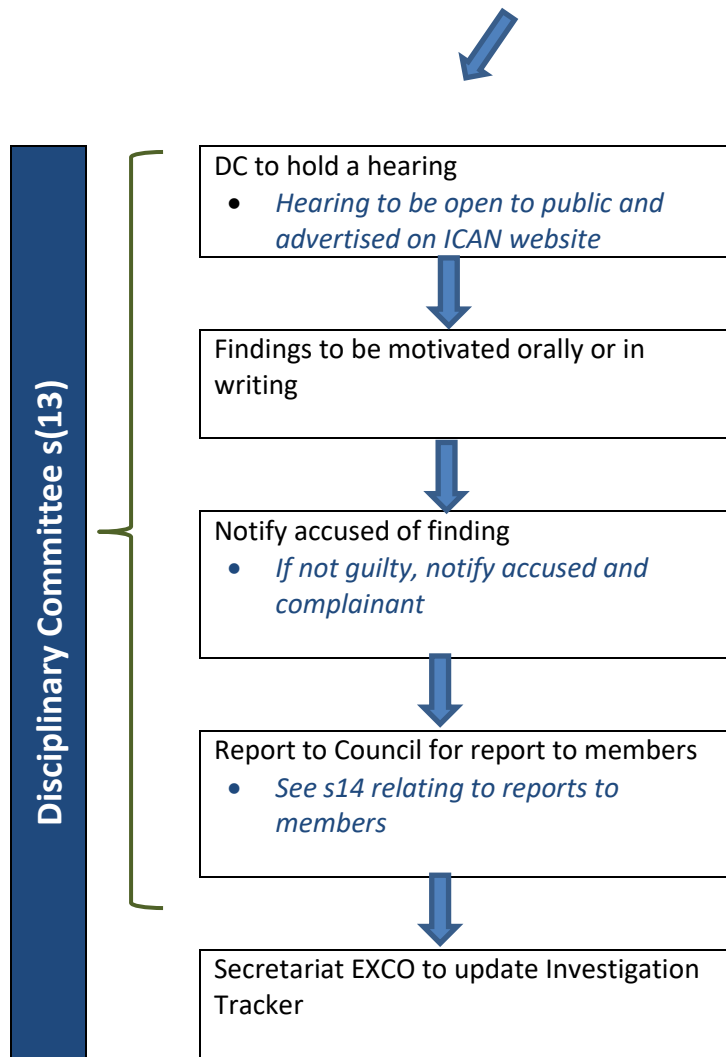 Disciplinary Committee s(13)
DC to hold a hearing
• Hearing to be open to public and
advertised on ICAN website
Findings to be motivated orally or in
writing
Notify accused of finding
• If not guilty, notify accused and
complainant
Report to Council for report to members
• See s14 relating to reports to
members
Secretariat EXCO to update Investigation
Tracker